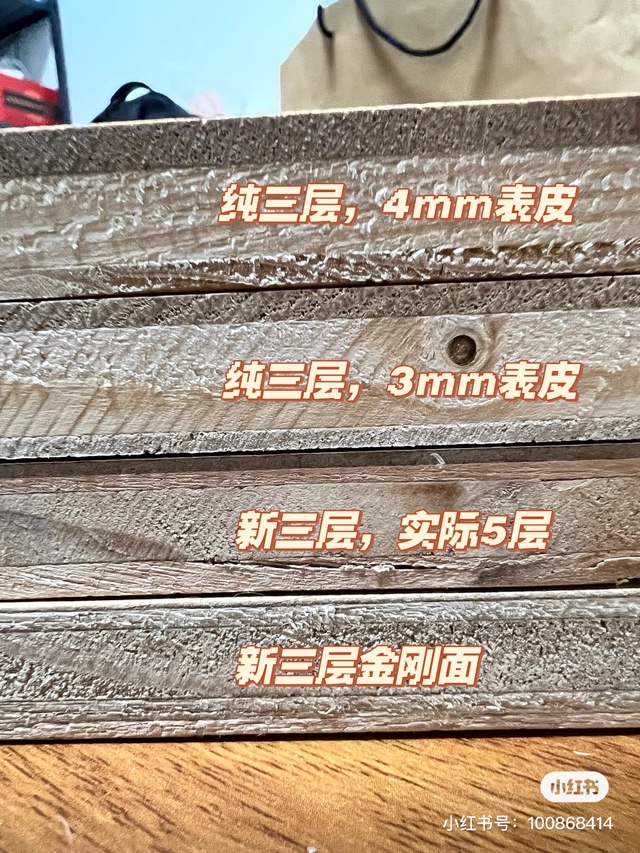 纯三层，4mm表皮
纯三层，3mm表皮
新三层，实际5层
新三层金刚面
小红书
小红书号：100868414